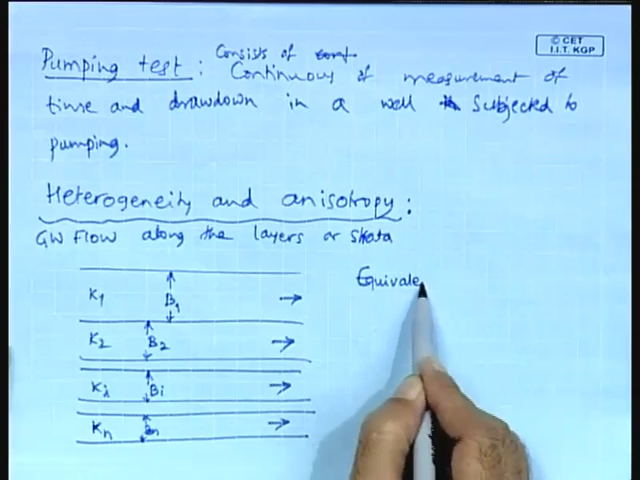 © CET
I.I.T. KGP
Consists of
Pumping test : Continuous of measurement of
time and drawdown in a well subjected to
pumping.
Heterogeneity and anisotropy :
GW Flow along the layers or strata
Equivale
K1 B1
K2 B2
Ki Bi
Kn Bn